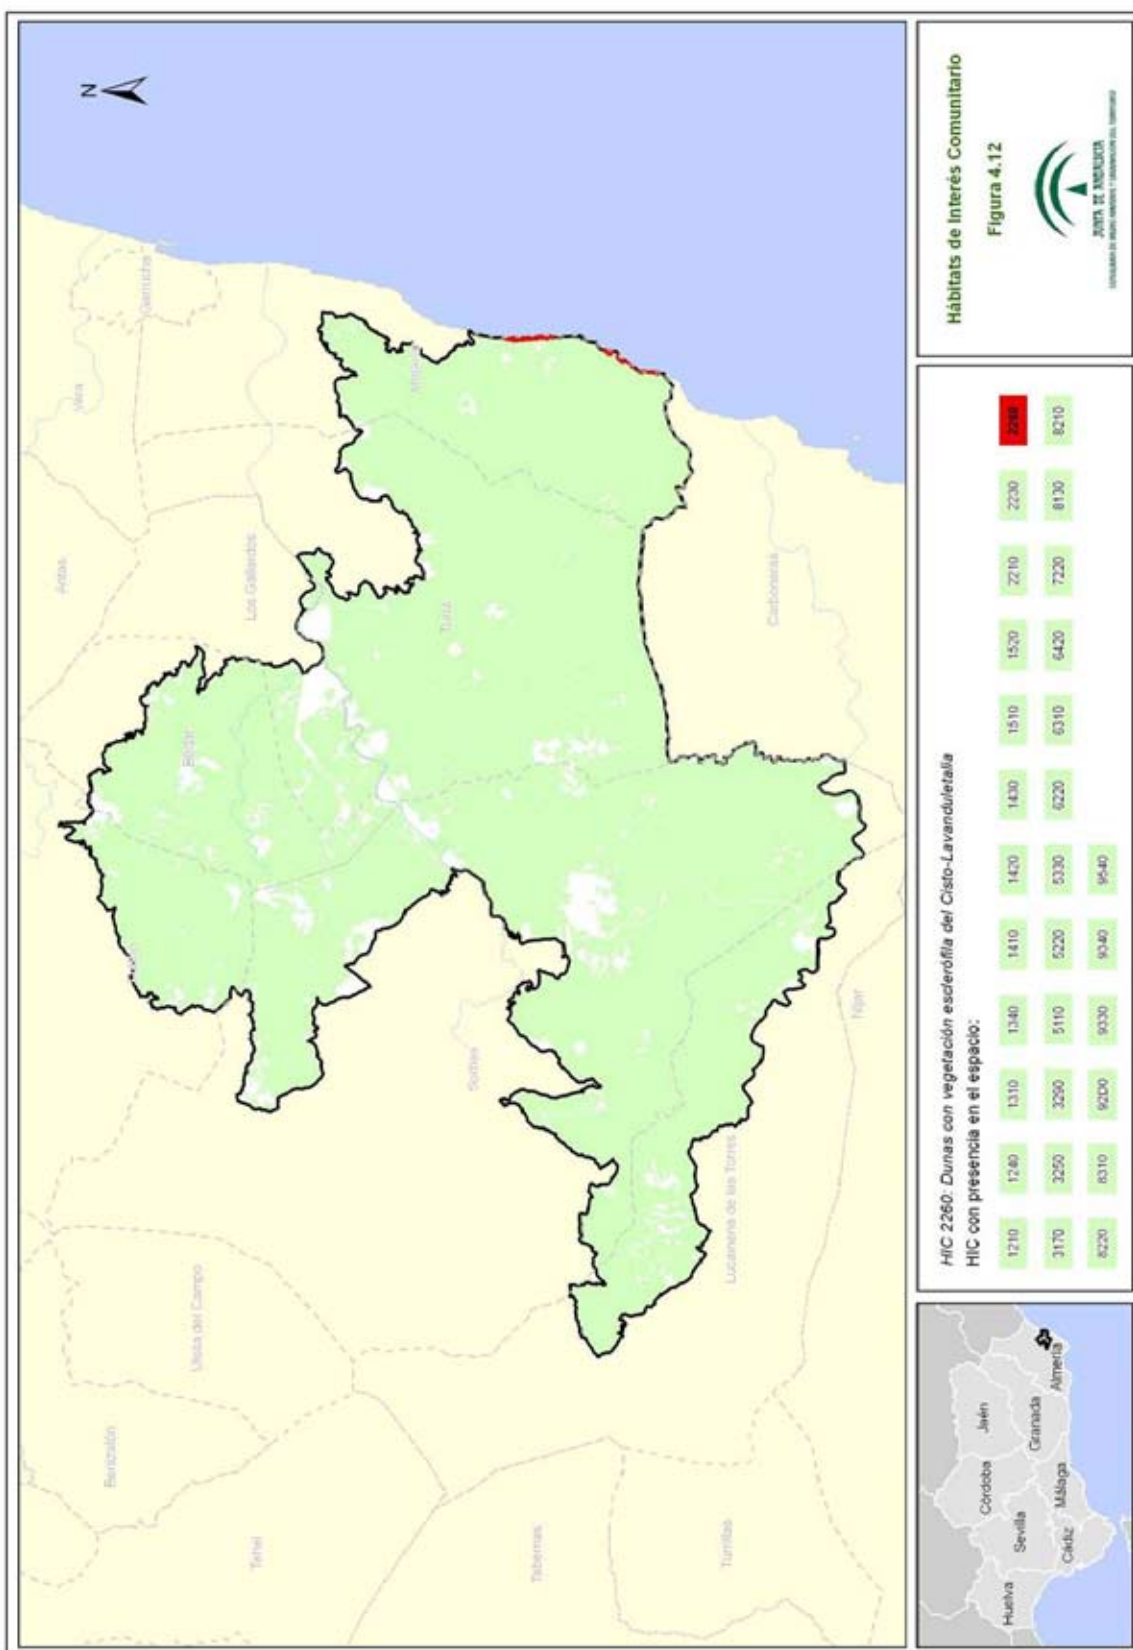 N
Garrucha
Vera
Antas
Los Gallardos
Bédar
Mojácar
Turre
Carboneras
Sorbas
Níjar
Lucainena de las Torres
Uleila del Campo
Benizalón
Tahal
Tabernas
Turrillas
Huelva
Sevilla
Córdoba
Jaén
Cádiz
Málaga
Granada
Almería
HIC 2260: Dunas con vegetación esclerófila del Cisto-Lavanduletalia
HIC con presencia en el espacio:
1210 1240 1310 1340 1410 1420 1430 1510 1520 2210 2230 2260
3170 3250 3290 5110 5220 5330 6220 6310 6420 7220 8130 8210
8220 8310 92D0 9330 9340 9540
Hábitats de Interés Comunitario
Figura 4.12
JUNTA DE ANDALUCIA